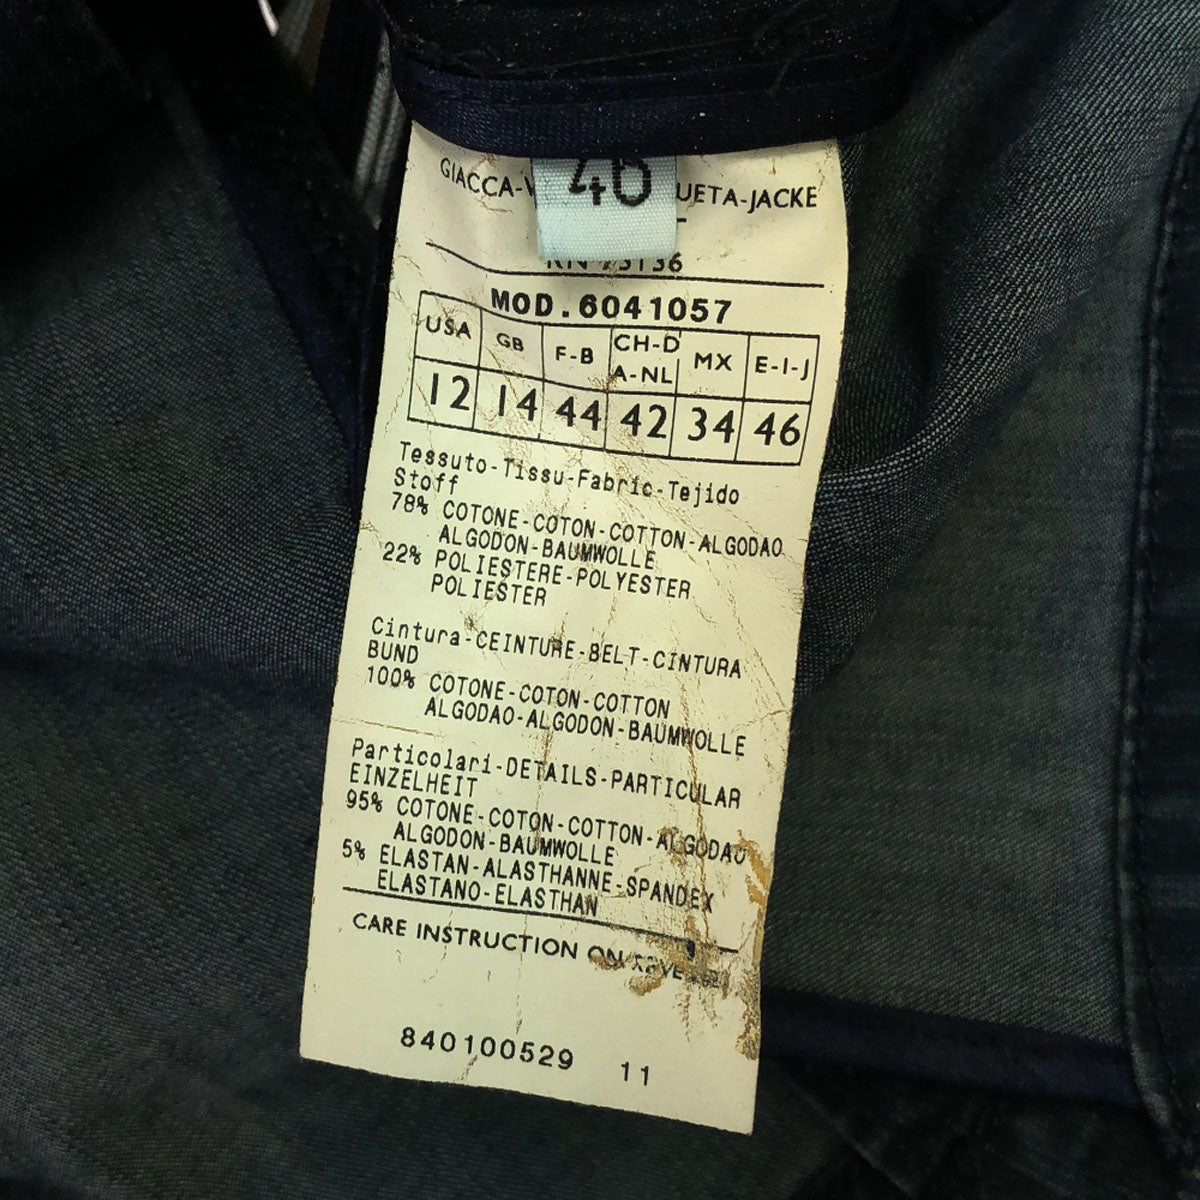 46
GIACCA- UETA-JACKE
RN 73136
MOD.6041057
USA GB F-B CH-D A-NL MX E-I-J
12 14 44 42 34 46
Tessuto-Tissu-Fabric-Tejido
Stoff
78% COTONE-COTON-COTTON-ALGODAO
ALGODON-BAUMWOLLE
22% POLIESTERE-POLYESTER
POLIESTER
Cintura-CEINTURE-BELT-CINTURA
BUND
100% COTONE-COTON-COTTON
ALGODAO-ALGODON-BAUMWOLLE
Particolari-DETAILS-PARTICULAR
EINZELHEIT
95% COTONE-COTON-COTTON-ALGODAO
ALGODON-BAUMWOLLE
5% ELASTAN-ALASTHANNE-SPANDEX
ELASTANO-ELASTHAN
CARE INSTRUCTION ON
840100529 11